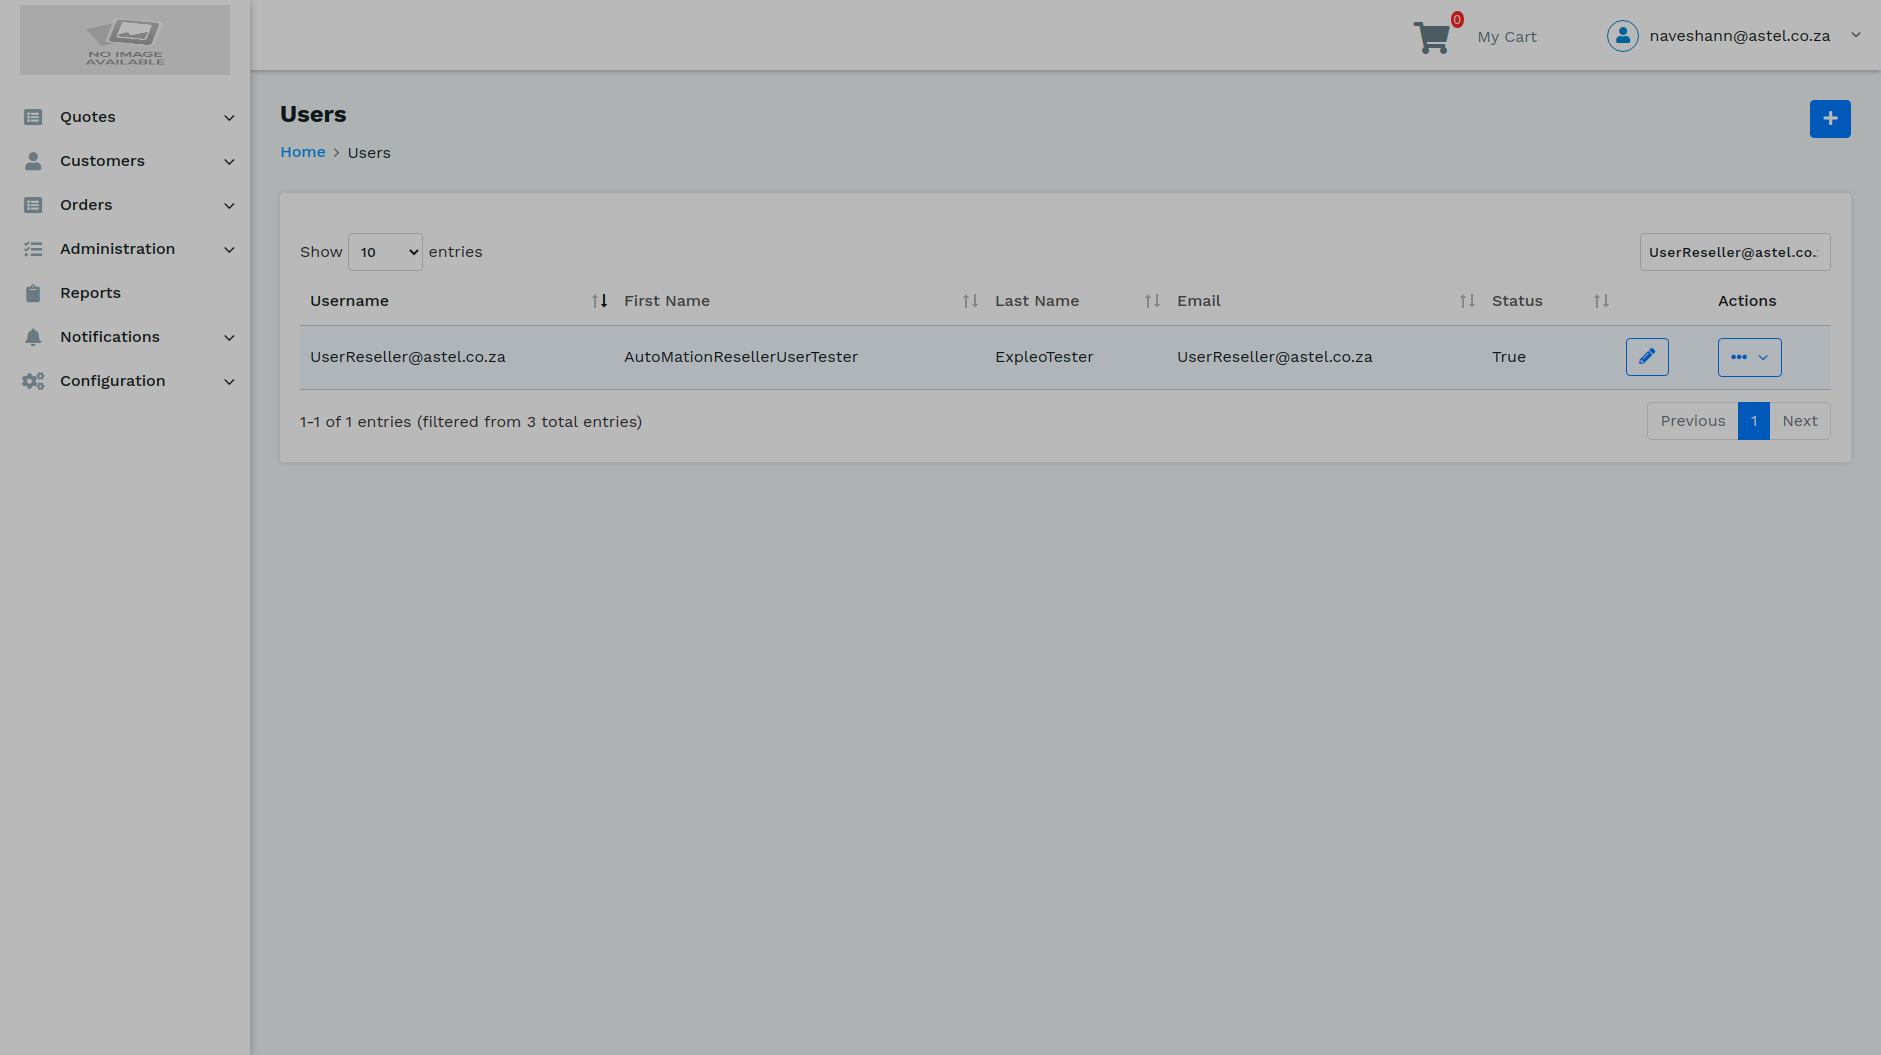 NO IMAGE
AVAILABLE
0
My Cart
naveshann@astel.co.za
Quotes
Customers
Orders
Administration
Reports
Notifications
Configuration
Users
Home > Users
Show 10 entries
UserReseller@astel.co.
Username First Name Last Name Email Status Actions
UserReseller@astel.co.za AutoMationResellerUserTester ExpleoTester UserReseller@astel.co.za True
1-1 of 1 entries (filtered from 3 total entries)
Previous 1 Next